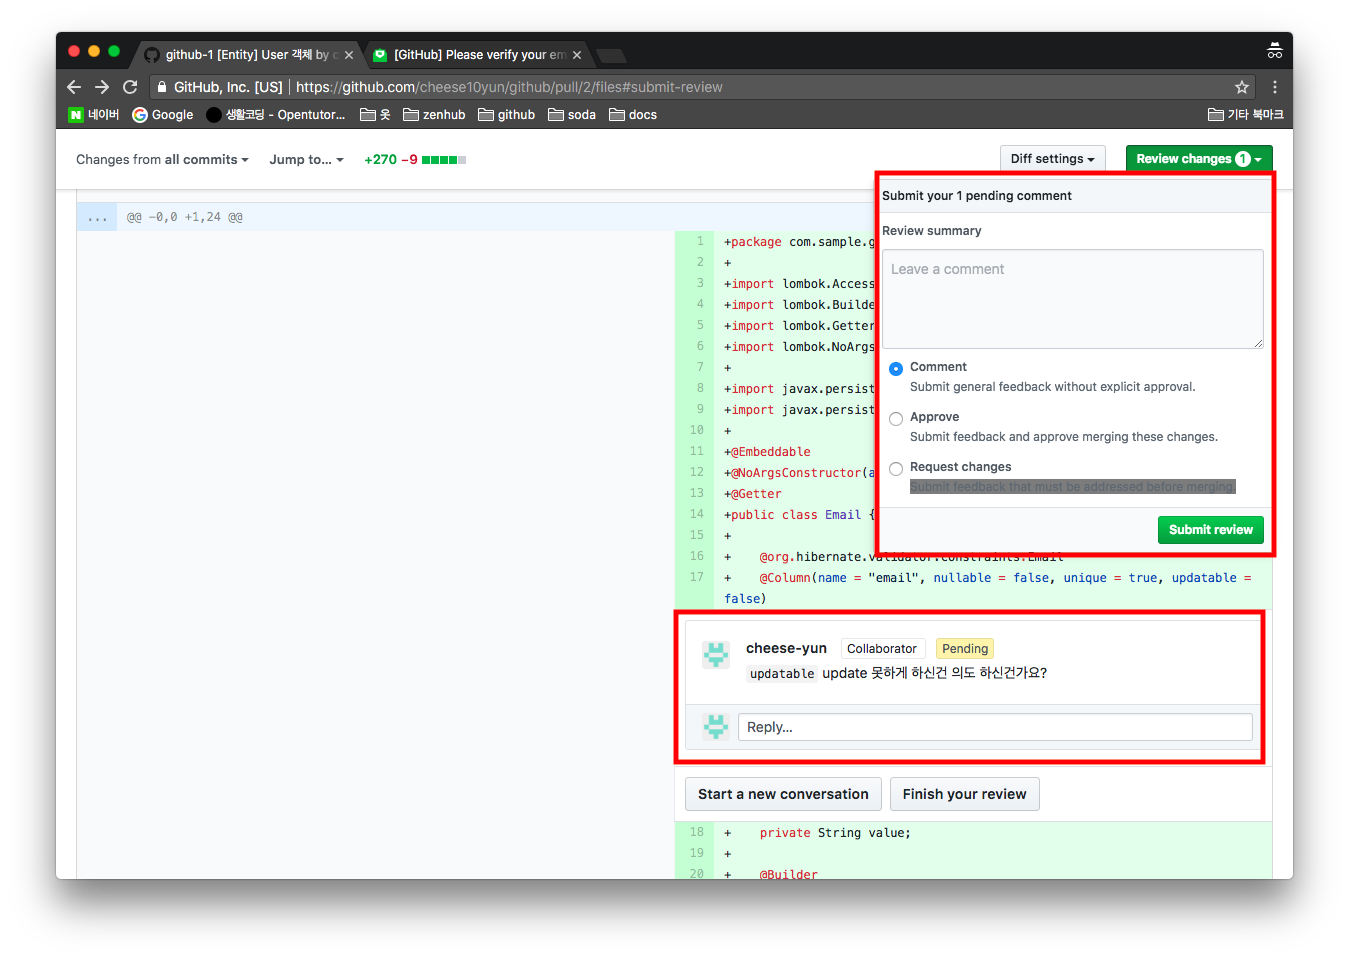 github-1 [Entity] User 객체 by c
[GitHub] Please verify your em
GitHub, Inc. [US] https://github.com/cheese10yun/github/pull/2/files#submit-review
네이버 Google 생활코딩 - Opentutor... 옷 zenhub github soda docs 기타 북마크
Changes from all commits Jump to... +270 −9 Diff settings Review changes 1
Submit your 1 pending comment
Review summary
Leave a comment
Comment
Submit general feedback without explicit approval.
Approve
Submit feedback and approve merging these changes.
Request changes
Submit feedback that must be addressed before merging.
Submit review
... @@ -0,0 +1,24 @@
1 +package com.sample.g
2 +
3 +import lombok.Access
4 +import lombok.Builde
5 +import lombok.Getter
6 +import lombok.NoArgs
7 +
8 +import javax.persist
9 +import javax.persist
10 +
11 +@Embeddable
12 +@NoArgsConstructor(a
13 +@Getter
14 +public class Email {
15 +
16 + @org.hibernate.validator.constraints.Email
17 + @Column(name = "email", nullable = false, unique = true, updatable =
false)
cheese-yun Collaborator Pending
updatable update 못하게 하신건 의도 하신건가요?
Reply...
Start a new conversation Finish your review
18 + private String value;
19 +
20 + @Builder